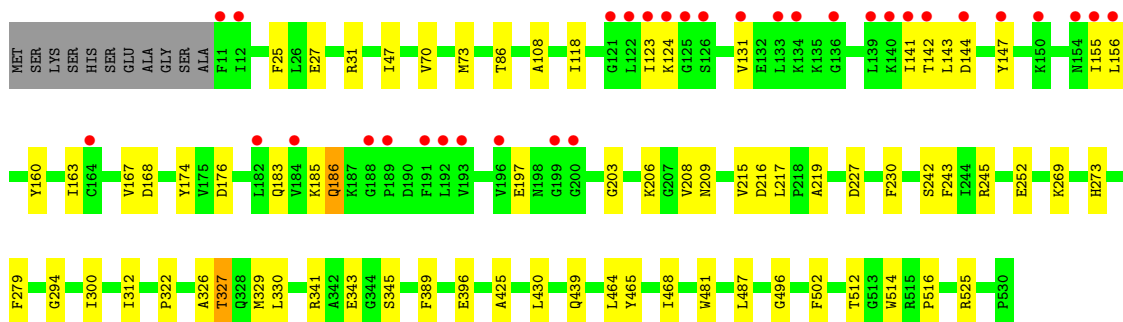 MET SER LYS SER HIS SER GLU ALA GLY SER ALA F11 I12 F25 L26 E27 R31 I47 V70 M73 T86 A108 I118 G121 L122 I123 K124 G125 S126 V131 E132 L133 K134 K135 G136 L139 K140 I141 T142 L143 D144 Y147 K150 N154 I155 L156
Y160 I163 C164 V167 D168 Y174 V175 D176 L182 Q183 V184 K185 Q186 K187 G188 P189 D190 F191 L192 V193 V196 E197 N198 G199 G200 G203 K206 G207 V208 N209 V215 D216 L217 P218 A219 D227 F230 S242 F243 I244 R245 E252 K269 H273
F279 G294 I300 I312 P322 A326 T327 Q328 M329 L330 R341 A342 E343 G344 S345 F389 E396 A425 L430 Q439 L464 Y465 I468 W481 L487 G496 F502 T512 G513 W514 R515 P516 R525 P530